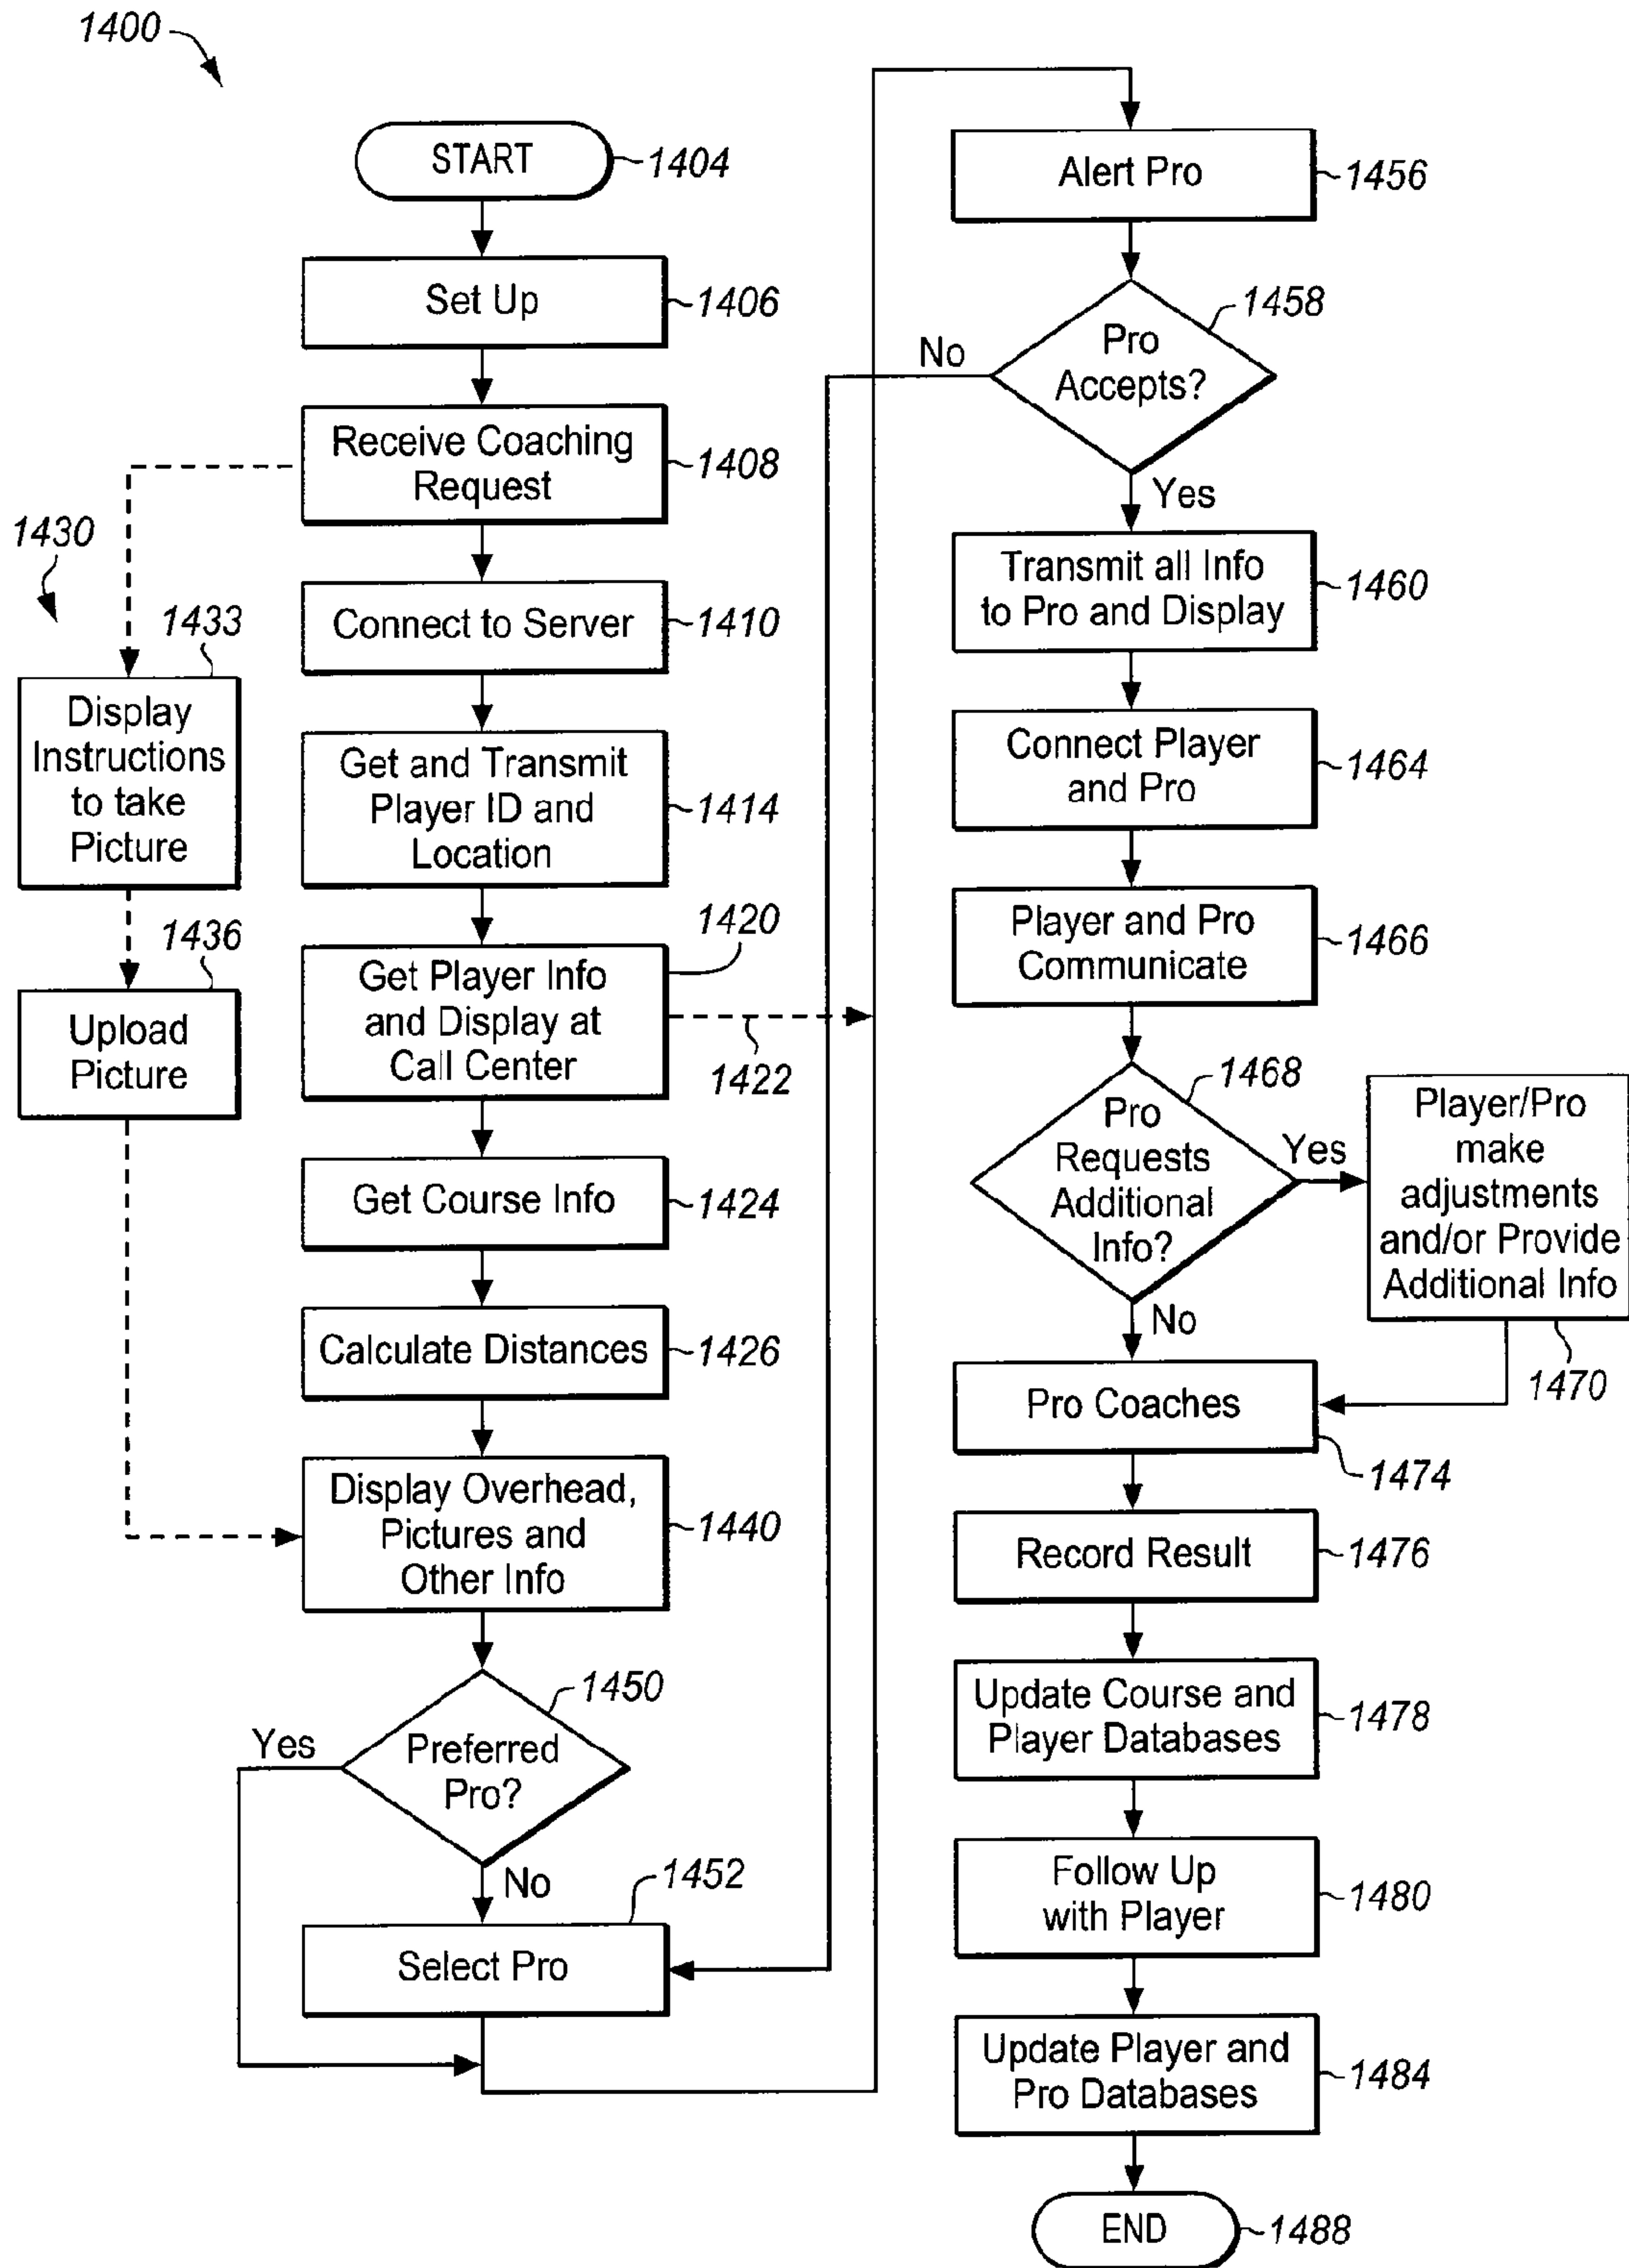 1400
START
1404
Set Up
1406
Receive Coaching
Request
1408
Connect to Server
1410
Get and Transmit
Player ID and
Location
1414
Get Player Info
and Display at
Call Center
1420
1422
Get Course Info
1424
Calculate Distances
1426
1430
1433
Display
Instructions
to take
Picture
1436
Upload
Picture
Display Overhead,
Pictures and
Other Info
1440
1450
Preferred
Pro?
Yes
No
1452
Select Pro
Alert Pro
1456
1458
Pro
Accepts?
No
Yes
Transmit all Info
to Pro and Display
1460
Connect Player
and Pro
1464
Player and Pro
Communicate
1466
1468
Pro
Requests
Additional
Info?
Yes
No
Player/Pro
make
adjustments
and/or Provide
Additional Info
1470
Pro Coaches
1474
Record Result
1476
Update Course and
Player Databases
1478
Follow Up
with Player
1480
Update Player and
Pro Databases
1484
END
1488